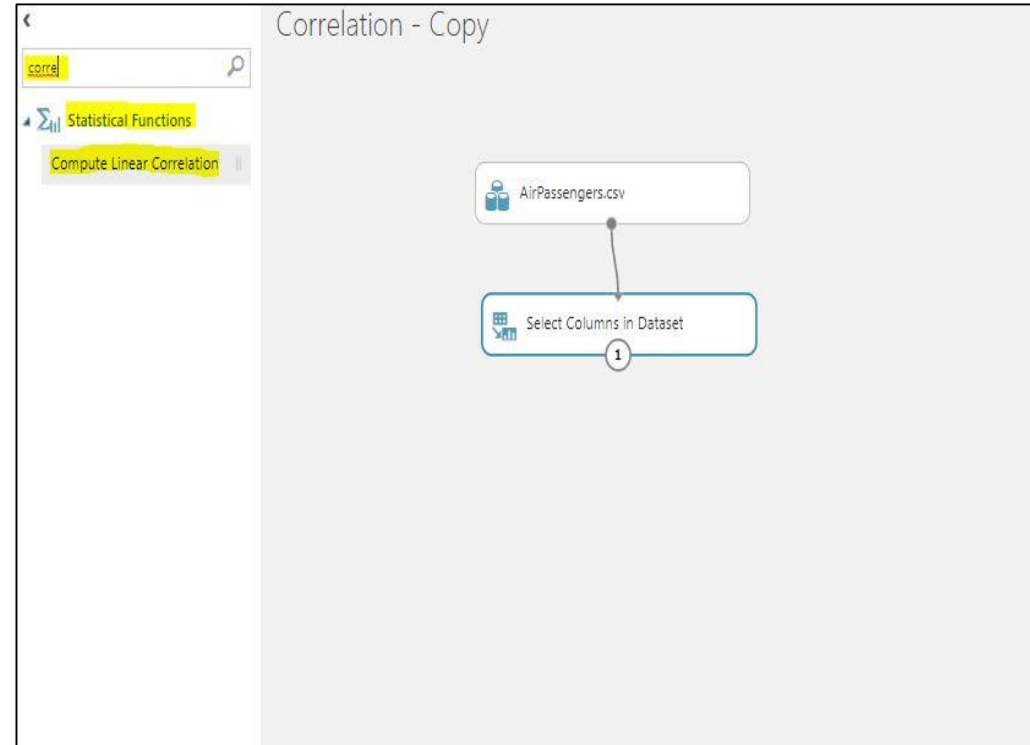 Correlation - Copy
corre
Statistical Functions
Compute Linear Correlation
AirPassengers.csv
Select Columns in Dataset
1